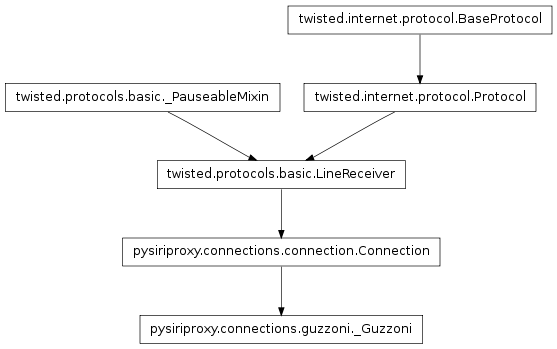 twisted.internet.protocol.BaseProtocol
twisted.protocols.basic._PauseableMixin
twisted.internet.protocol.Protocol
twisted.protocols.basic.LineReceiver
pysiriproxy.connections.connection.Connection
pysiriproxy.connections.guzzoni._Guzzoni